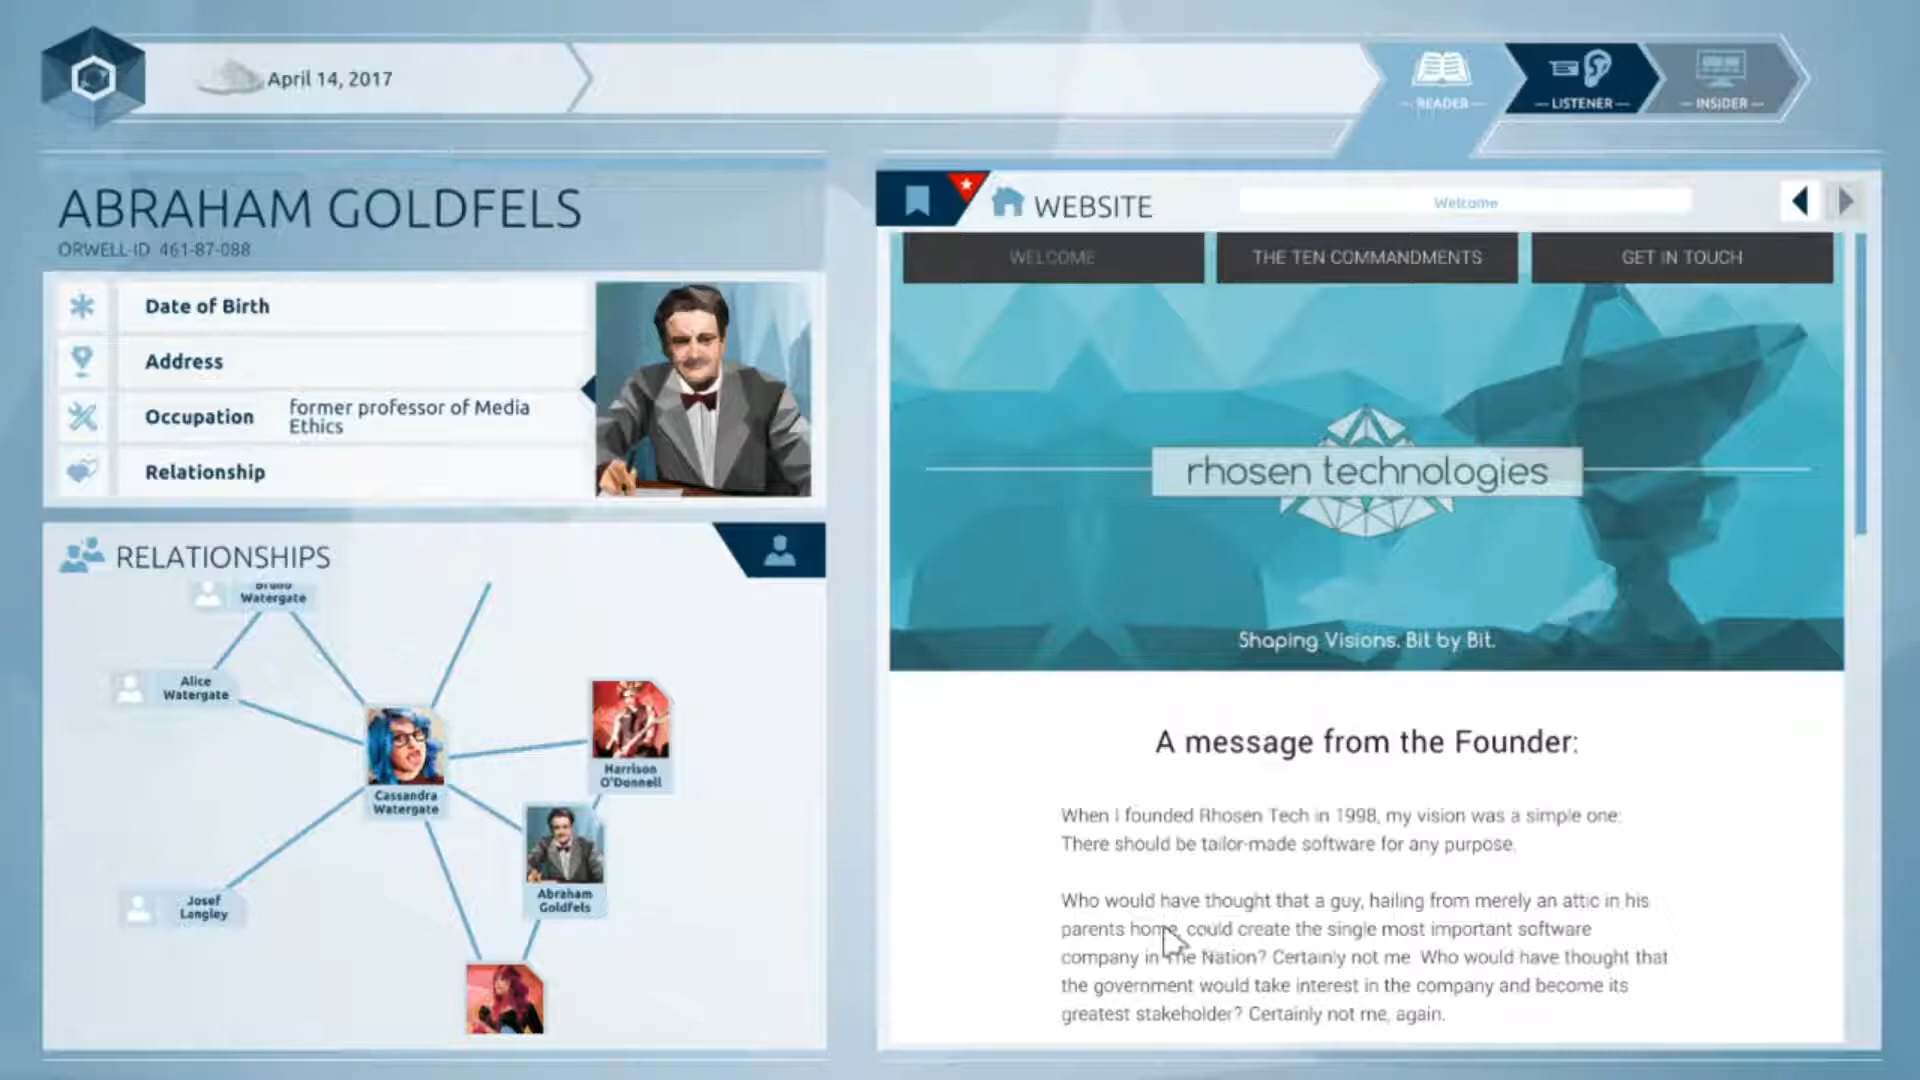 April 14, 2017
READER
LISTENER
INSIDER
ABRAHAM GOLDFELS
ORWELL-ID 461-87-088
Date of Birth
Address
Occupation former professor of Media
Ethics
Relationship
RELATIONSHIPS
Bruno
Watergate
Alice
Watergate
Cassandra
Watergate
Harrison
O'Donnell
Abraham
Goldfels
Josef
Langley
WEBSITE
Welcome
WELCOME
THE TEN COMMANDMENTS
GET IN TOUCH
rhosen technologies
Shaping Visions. Bit by Bit.
A message from the Founder:
When I founded Rhosen Tech in 1998, my vision was a simple one:
There should be tailor-made software for any purpose.
Who would have thought that a guy, hailing from merely an attic in his
parents home, could create the single most important software
company in the Nation? Certainly not me. Who would have thought that
the government would take interest in the company and become its
greatest stakeholder? Certainly not me, again.